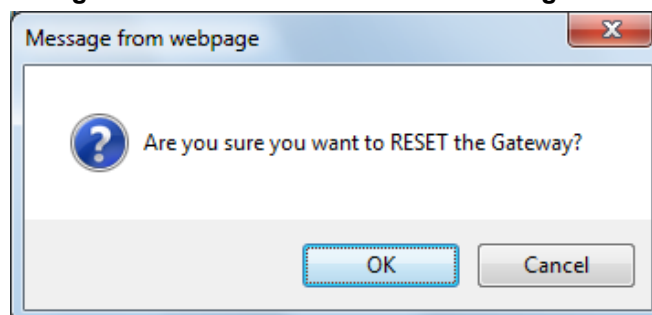 Message from webpage
Are you sure you want to RESET the Gateway?
OK
Cancel